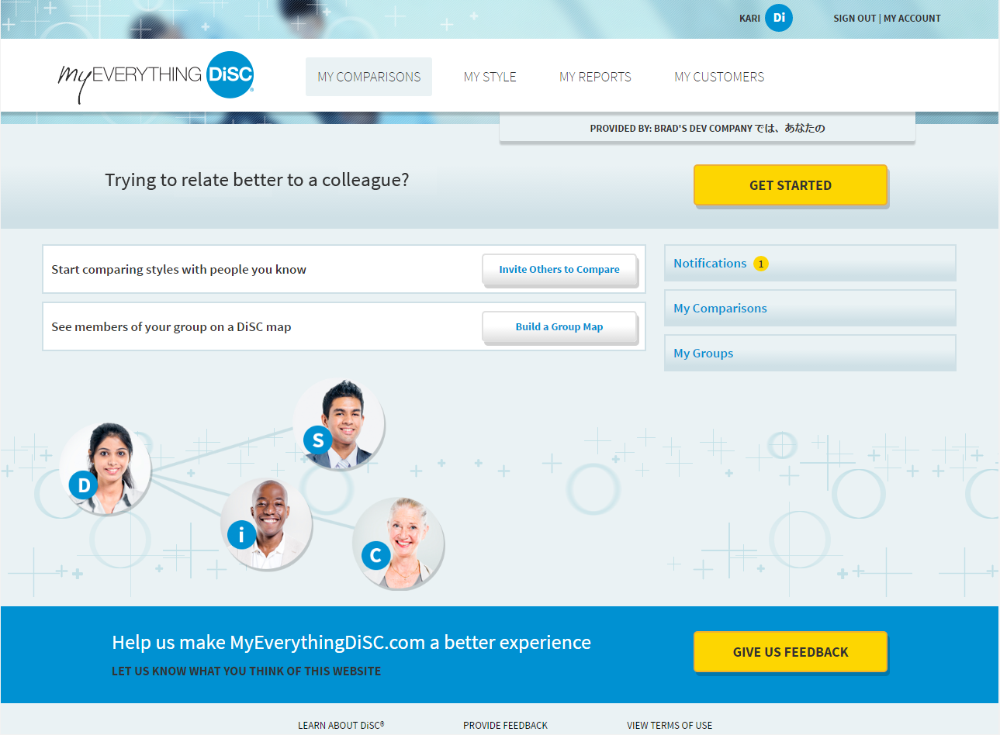 KARI Di SIGN OUT | MY ACCOUNT
My EVERYTHING DiSC®
MY COMPARISONS MY STYLE MY REPORTS MY CUSTOMERS
PROVIDED BY: BRAD'S DEV COMPANY では、あなたの
Trying to relate better to a colleague?
GET STARTED
Start comparing styles with people you know
Invite Others to Compare
Notifications 1
My Comparisons
See members of your group on a DiSC map
Build a Group Map
My Groups
S
D
i
C
Help us make MyEverythingDiSC.com a better experience
LET US KNOW WHAT YOU THINK OF THIS WEBSITE
GIVE US FEEDBACK
LEARN ABOUT DiSC® PROVIDE FEEDBACK VIEW TERMS OF USE